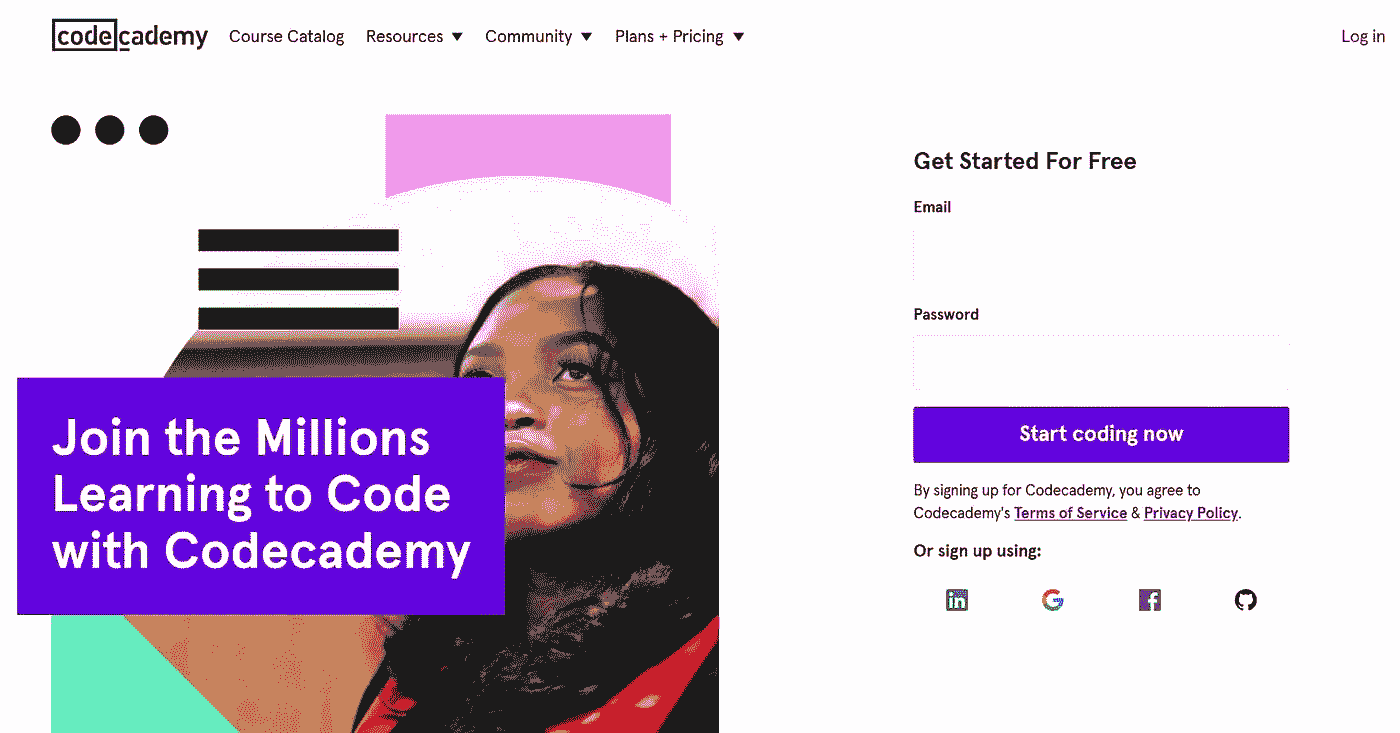 codecademy Course Catalog Resources Community Plans + Pricing Log in
Join the Millions
Learning to Code
with Codecademy
Get Started For Free
Email
Password
Start coding now
By signing up for Codecademy, you agree to
Codecademy's Terms of Service & Privacy Policy.
Or sign up using:
in G f